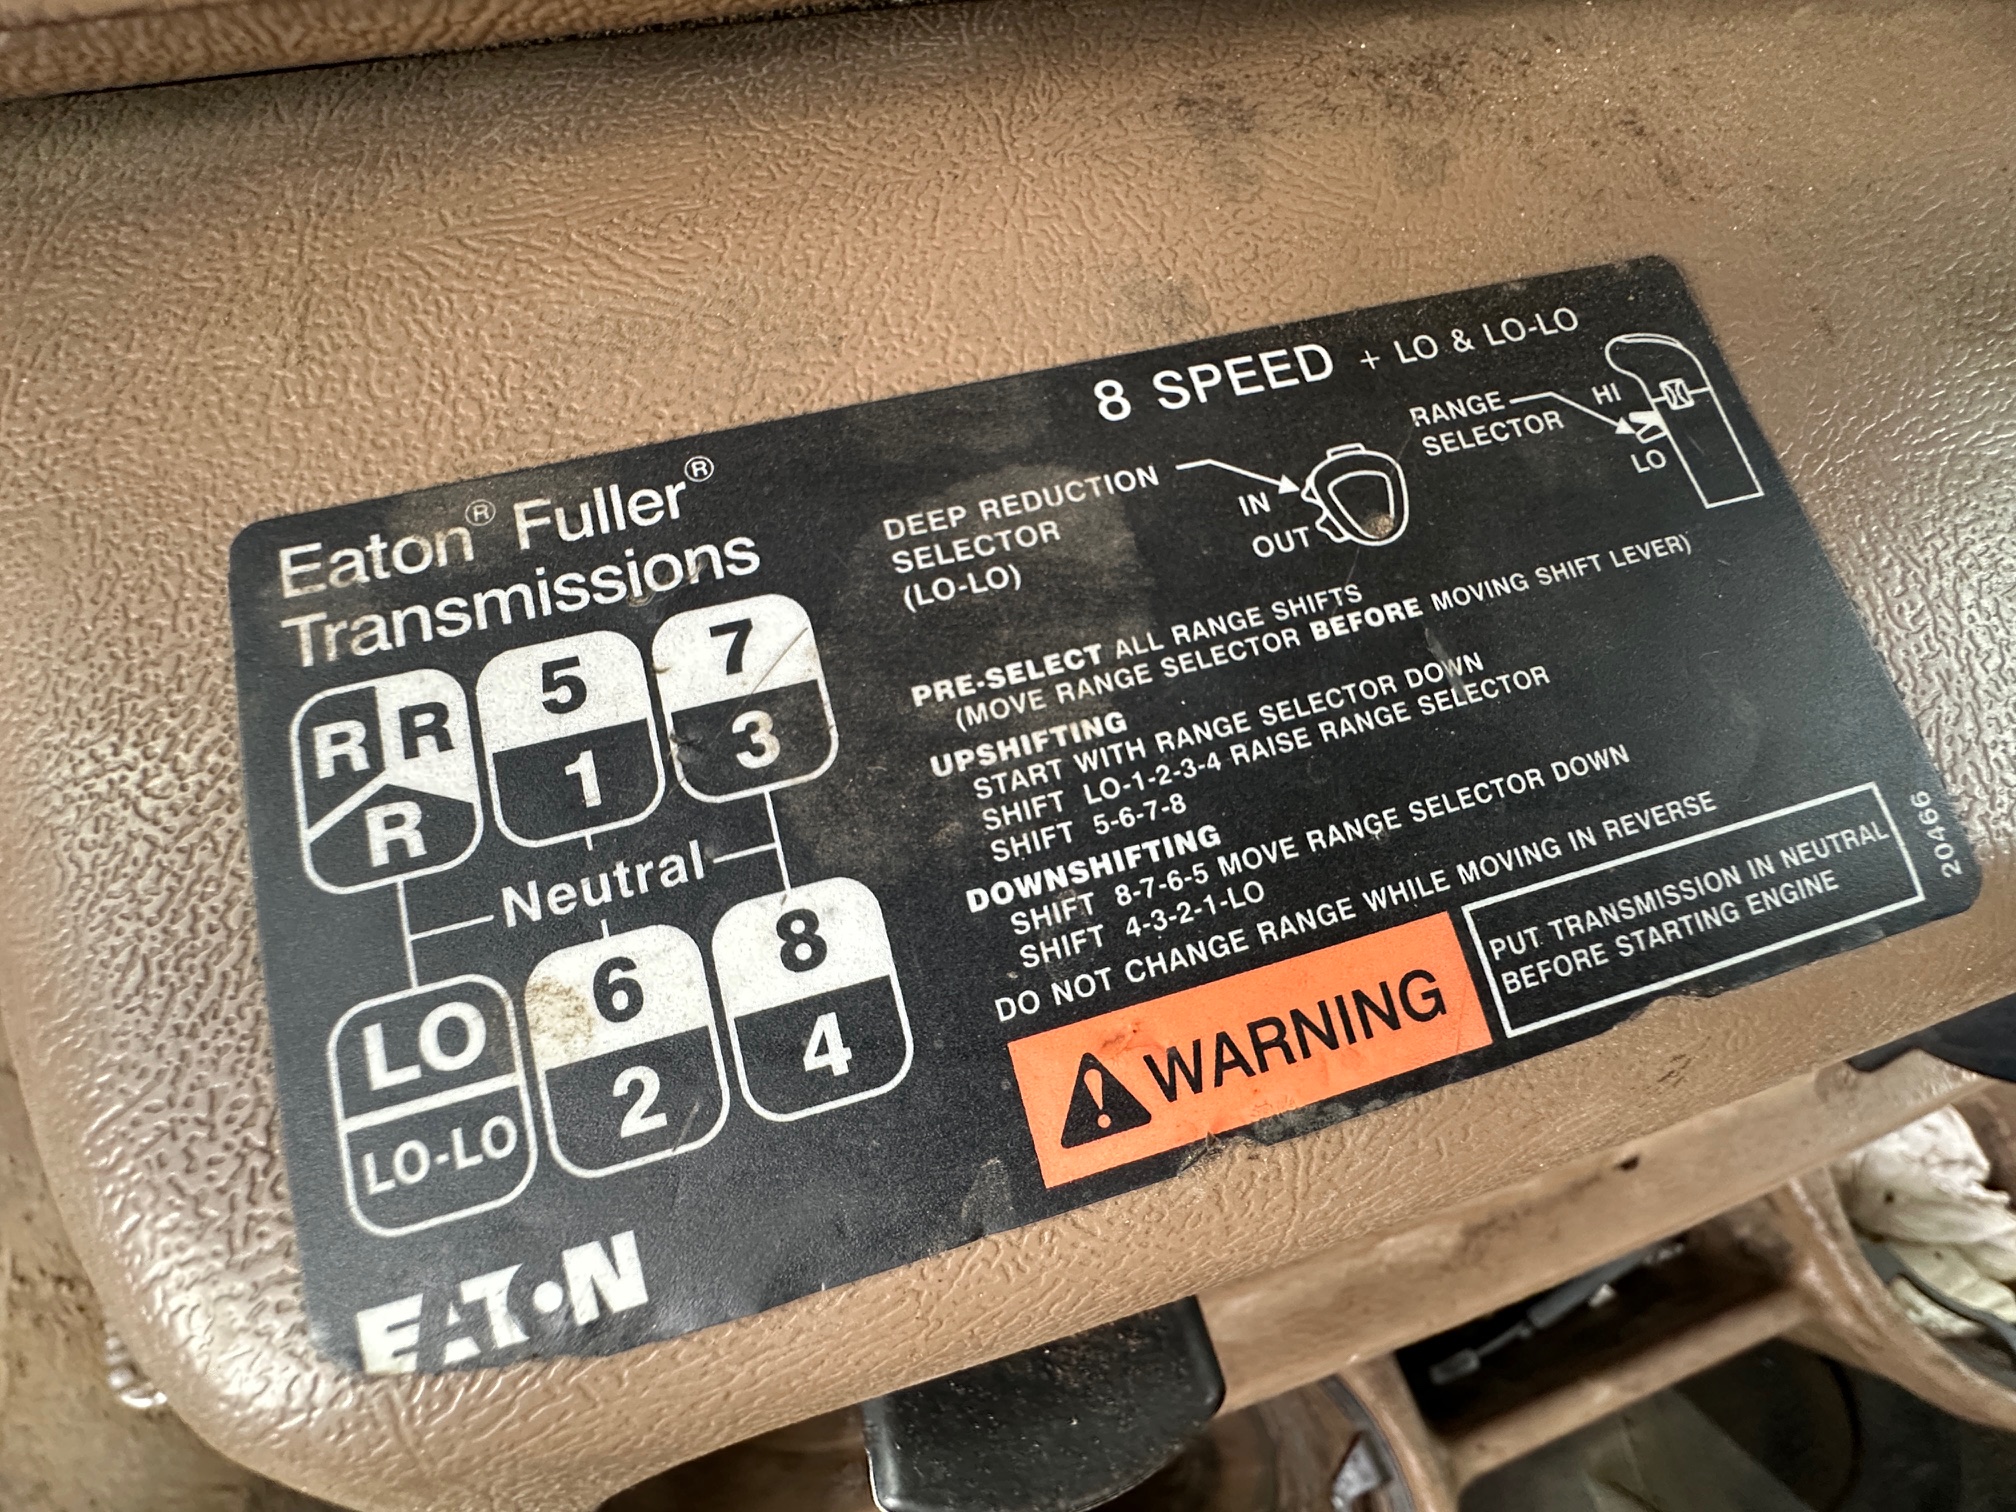 Eaton® Fuller®
Transmissions
R R
R
5
1
7
3
Neutral
LO
LO-LO
6
2
8
4
EATON
8 SPEED + LO & LO-LO
DEEP REDUCTION
SELECTOR
(LO-LO)
IN
OUT
RANGE
SELECTOR
HI
LO
PRE-SELECT ALL RANGE SHIFTS
(MOVE RANGE SELECTOR BEFORE MOVING SHIFT LEVER)
UPSHIFTING
START WITH RANGE SELECTOR DOWN
SHIFT LO-1-2-3-4 RAISE RANGE SELECTOR
SHIFT 5-6-7-8
DOWNSHIFTING
SHIFT 8-7-6-5 MOVE RANGE SELECTOR DOWN
SHIFT 4-3-2-1-LO
DO NOT CHANGE RANGE WHILE MOVING IN REVERSE
WARNING
PUT TRANSMISSION IN NEUTRAL
BEFORE STARTING ENGINE
20466